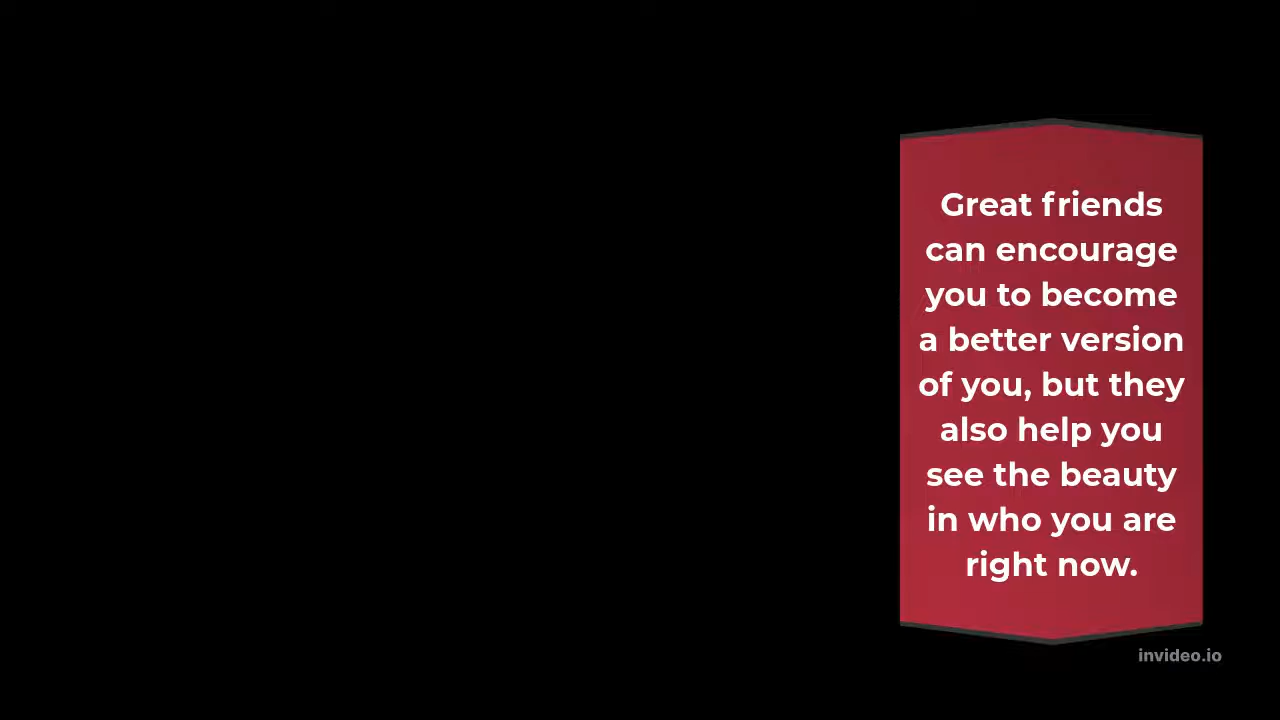 Great friends
can encourage
you to become
a better version
of you, but they
also help you
see the beauty
in who you are
right now.
invideo.io